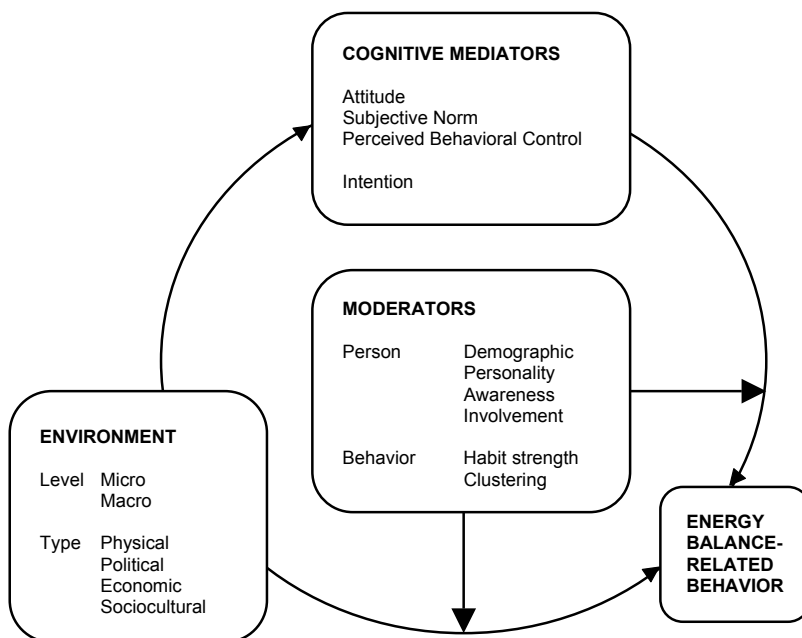 COGNITIVE MEDIATORS
Attitude
Subjective Norm
Perceived Behavioral Control
Intention
MODERATORS
Person Demographic
Personality
Awareness
Involvement
Behavior Habit strength
Clustering
ENVIRONMENT
Level Micro
Macro
Type Physical
Political
Economic
Sociocultural
ENERGY
BALANCE-
RELATED
BEHAVIOR